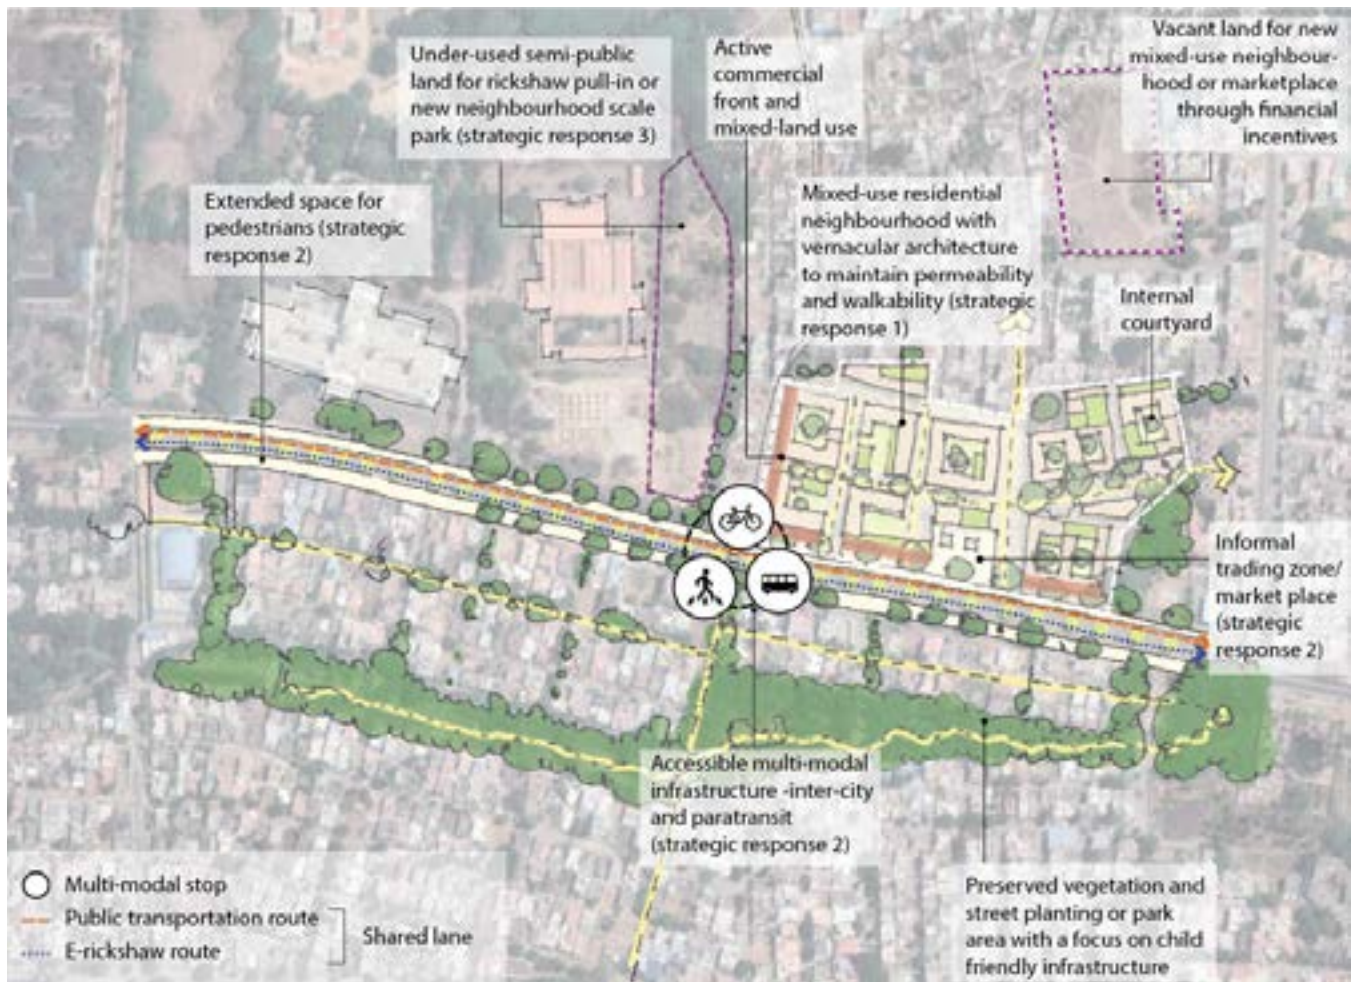 Under-used semi-public
land for rickshaw pull-in or
new neighbourhood scale
park (strategic response 3)
Active
commercial
front and
mixed-land use
Vacant land for new
mixed-use neighbour-
hood or marketplace
through financial
incentives
Extended space for
pedestrians (strategic
response 2)
Mixed-use residential
neighbourhood with
vernacular architecture
to maintain permeability
and walkability (strategic
response 1)
Internal
courtyard
Informal
trading zone/
market place
(strategic
response 2)
Accessible multi-modal
infrastructure -inter-city
and paratransit
(strategic response 2)
Preserved vegetation and
street planting or park
area with a focus on child
friendly infrastructure
Multi-modal stop
Public transportation route
E-rickshaw route
Shared lane